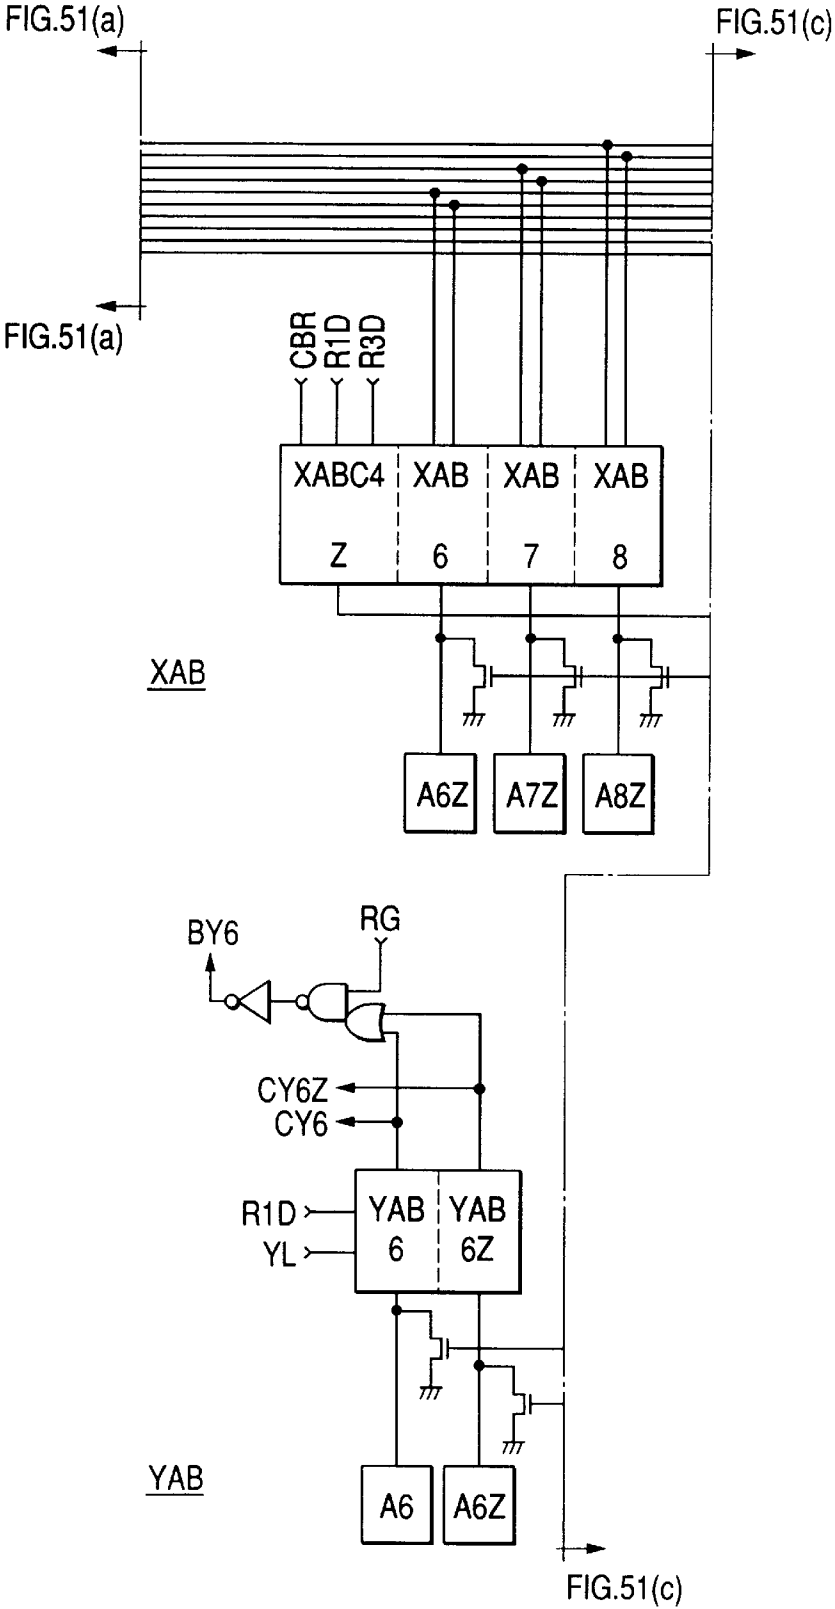 FIG.51(a)
FIG.51(c)
FIG.51(a)
CBR
R1D
R3D
XABC4 XAB XAB XAB
Z 6 7 8
XAB
A6Z A7Z A8Z
RG
BY6
CY6Z
CY6
R1D
YAB YAB
YL
6 6Z
YAB
A6 A6Z
FIG.51(c)